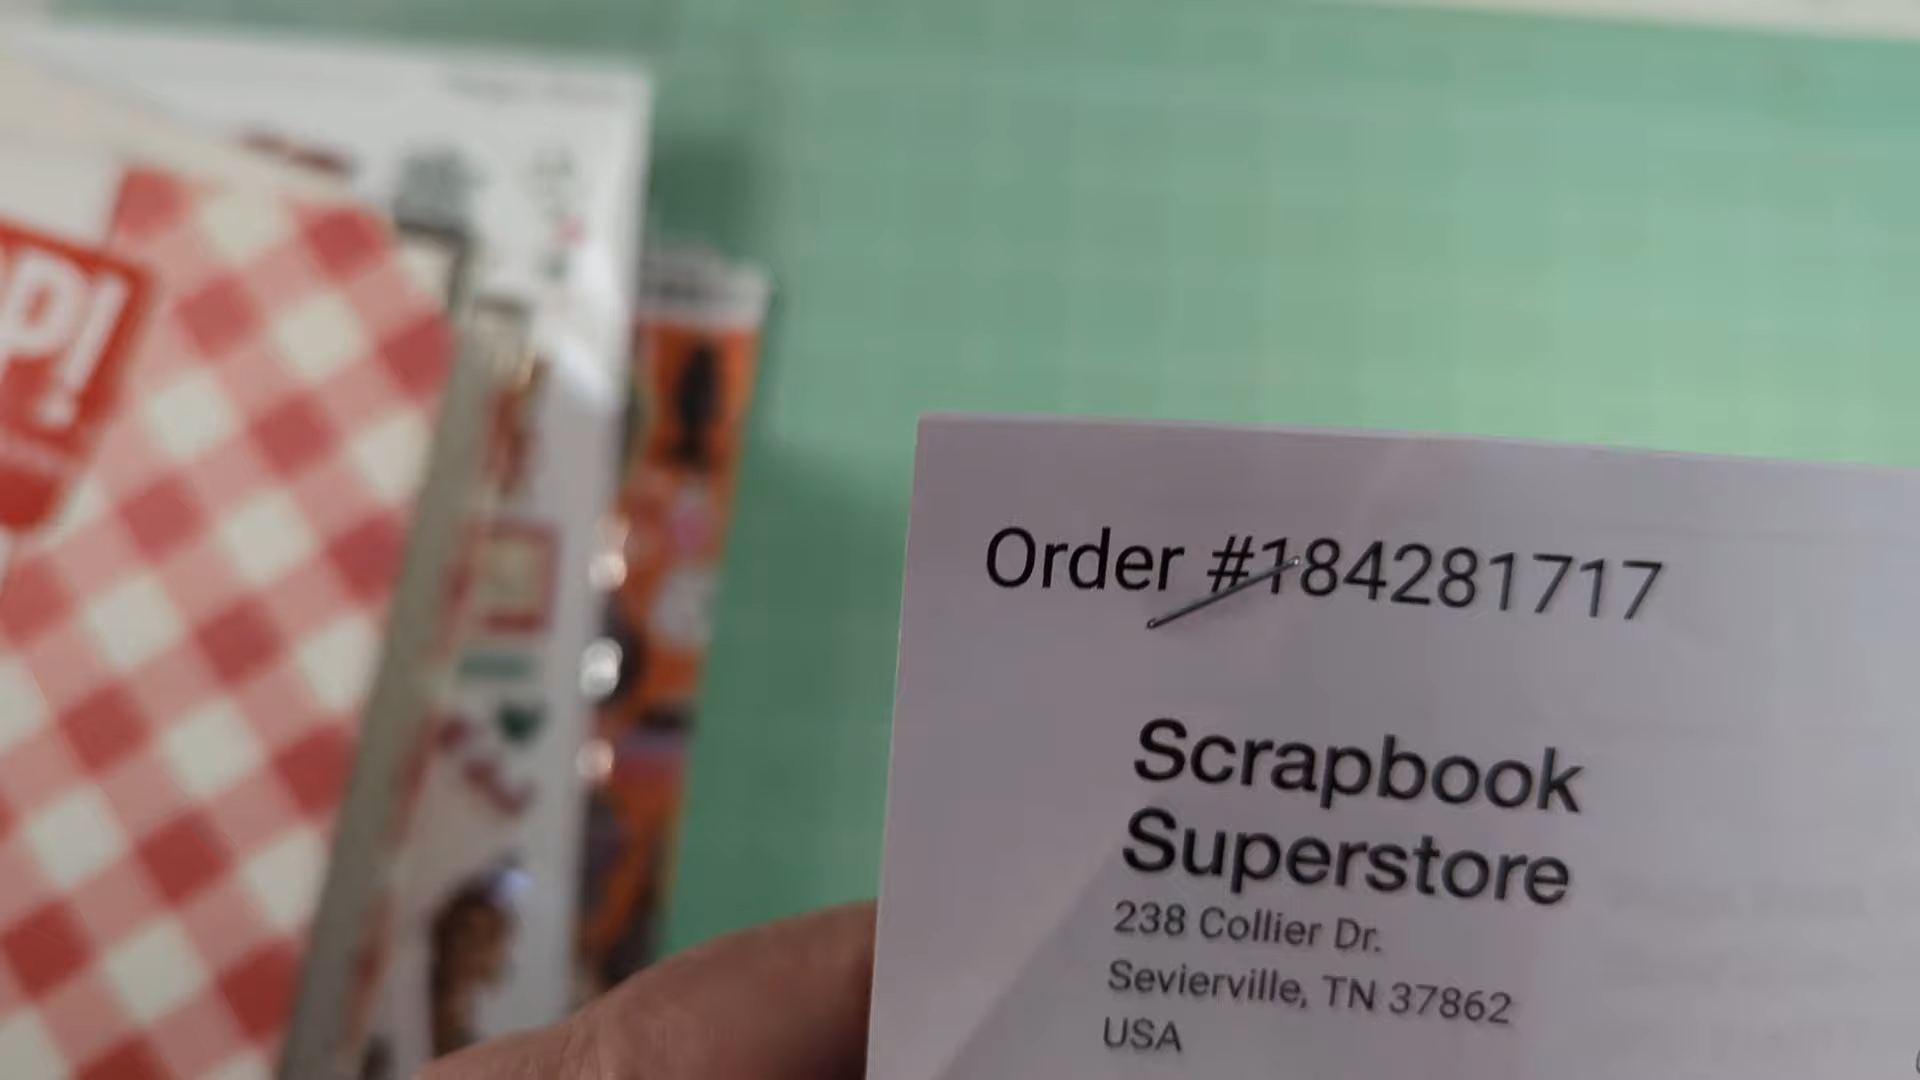 P!
Order #184281717
Scrapbook
Superstore
238 Collier Dr.
Sevierville, TN 37862
USA